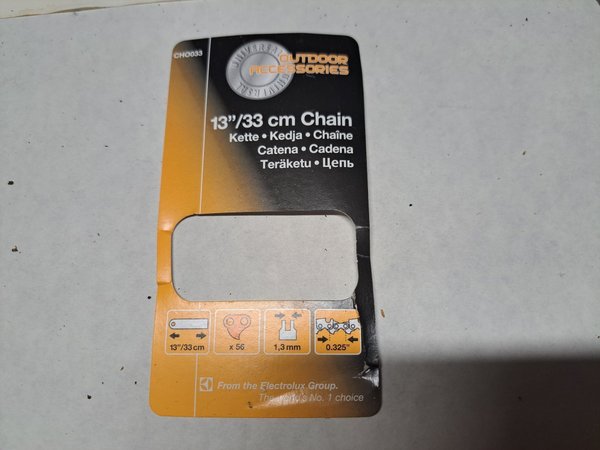 CHO033
UNIVERSAL
OUTDOOR
ACCESSORIES
UNIVERSAL
13"/33 cm Chain
Kette • Kedja • Chaîne
Catena • Cadena
Teräketu • Цепь
13"/33 cm
x 56
1,3 mm
0.325"
From the Electrolux Group.
The world's No. 1 choice